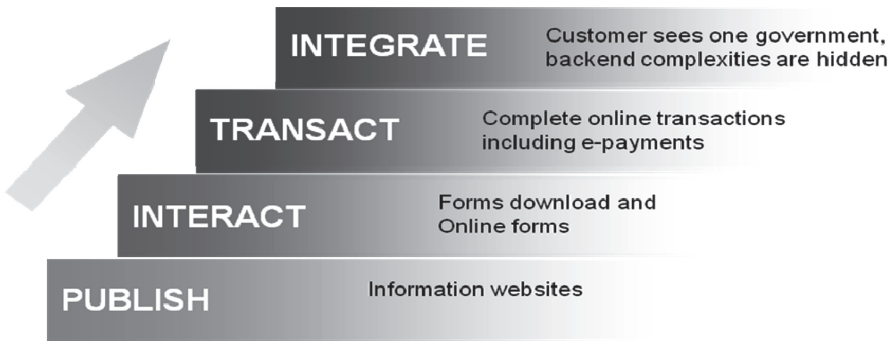 INTEGRATE
Customer sees one government,
backend complexities are hidden
TRANSACT
Complete online transactions
including e-payments
INTERACT
Forms download and
Online forms
PUBLISH
Information websites